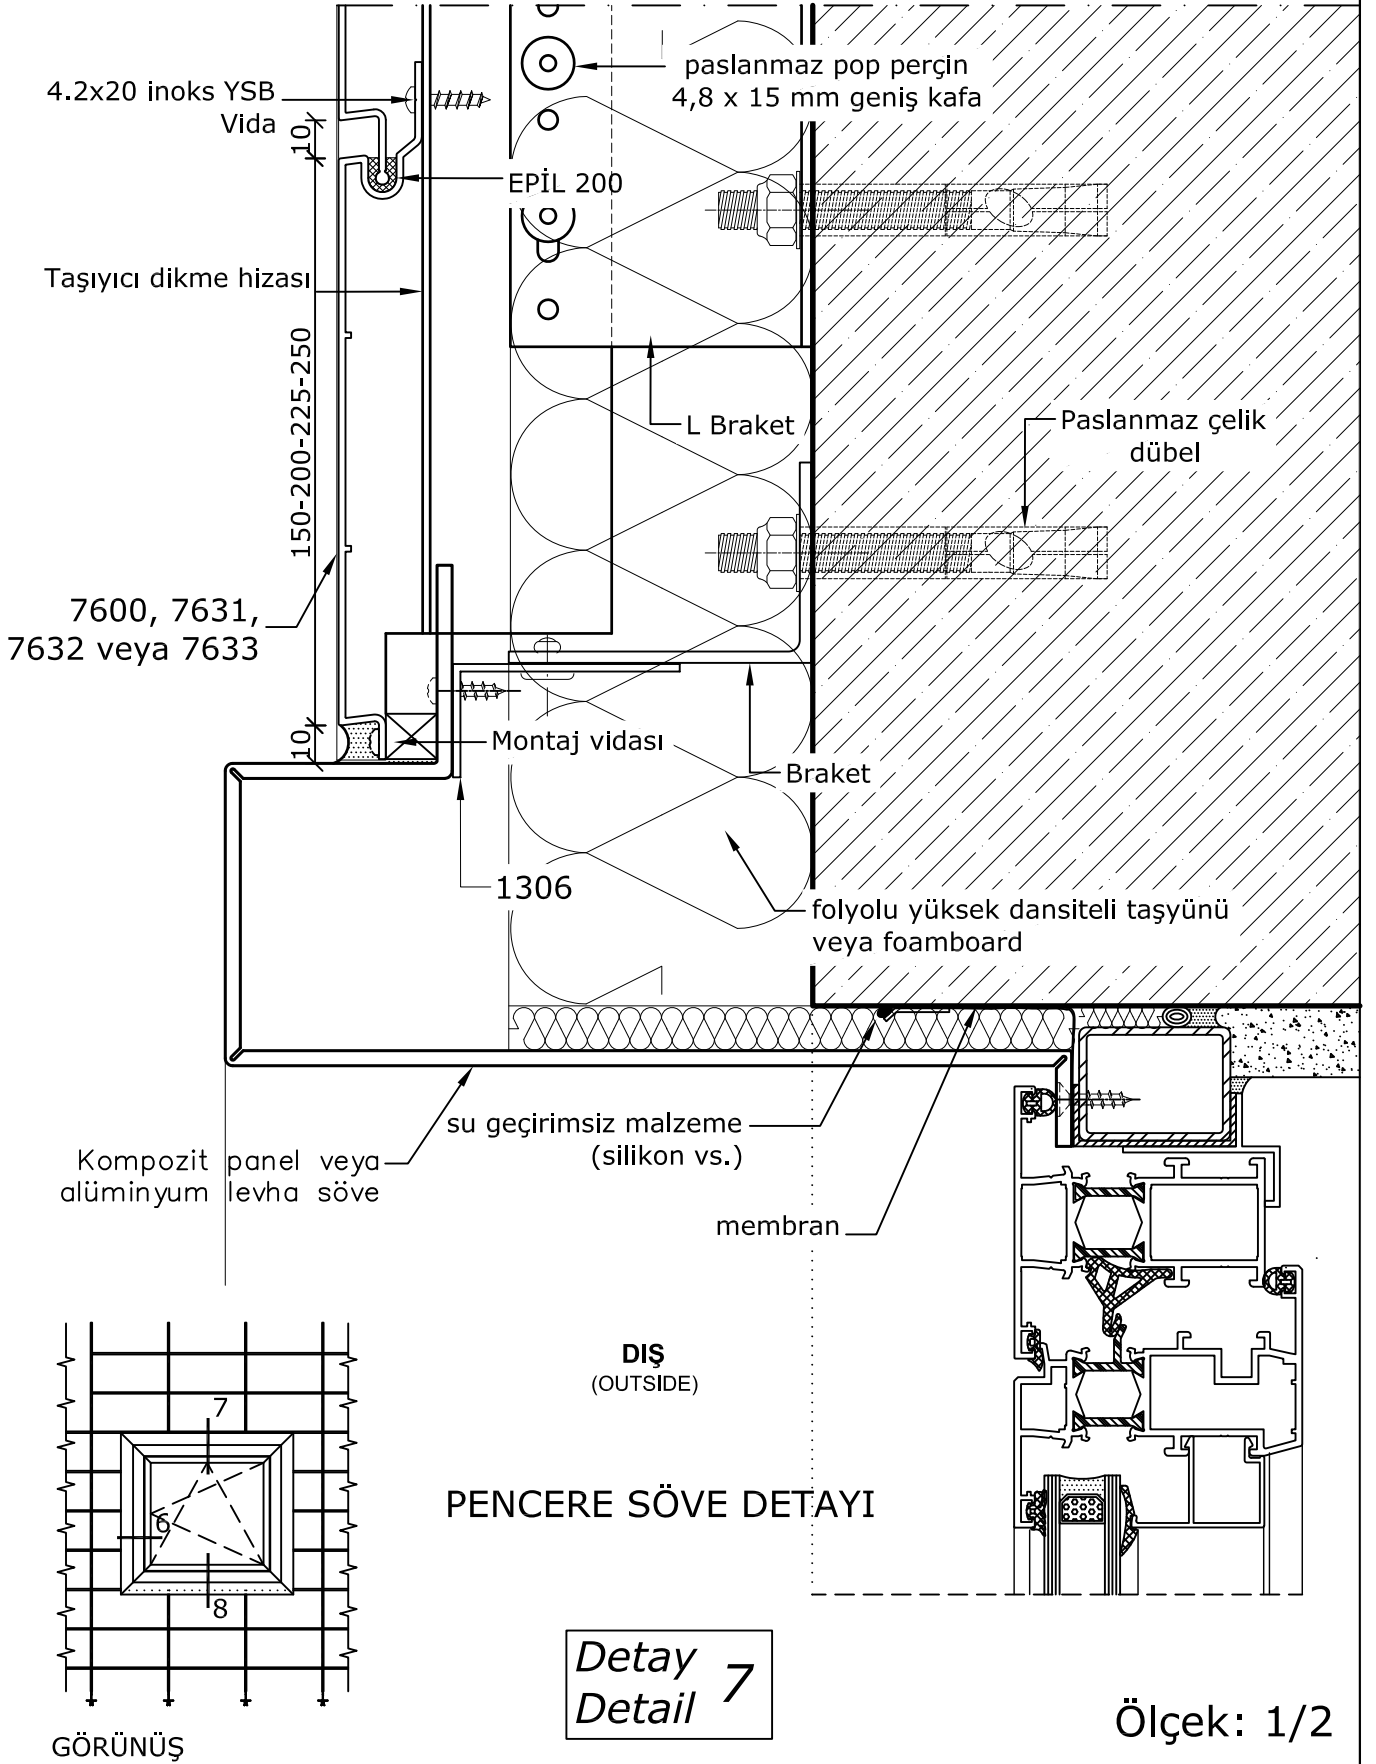 paslanmaz pop perçin
4,8 x 15 mm geniş kafa
4.2x20 inoks YSB
Vida
10
EPİL 200
Taşıyıcı dikme hizası
150-200-225-250
L Braket
Paslanmaz çelik
dübel
7600, 7631,
7632 veya 7633
10
Montaj vidası
Braket
1306
folyolu yüksek dansiteli taşyünü
veya foamboard
su geçirimsiz malzeme
(silikon vs.)
Kompozit panel veya
alüminyum levha söve
membran
DIŞ
(OUTSIDE)
7
6
8
PENCERE SÖVE DETAYI
Detay
Detail 7
Ölçek: 1/2
GÖRÜNÜŞ